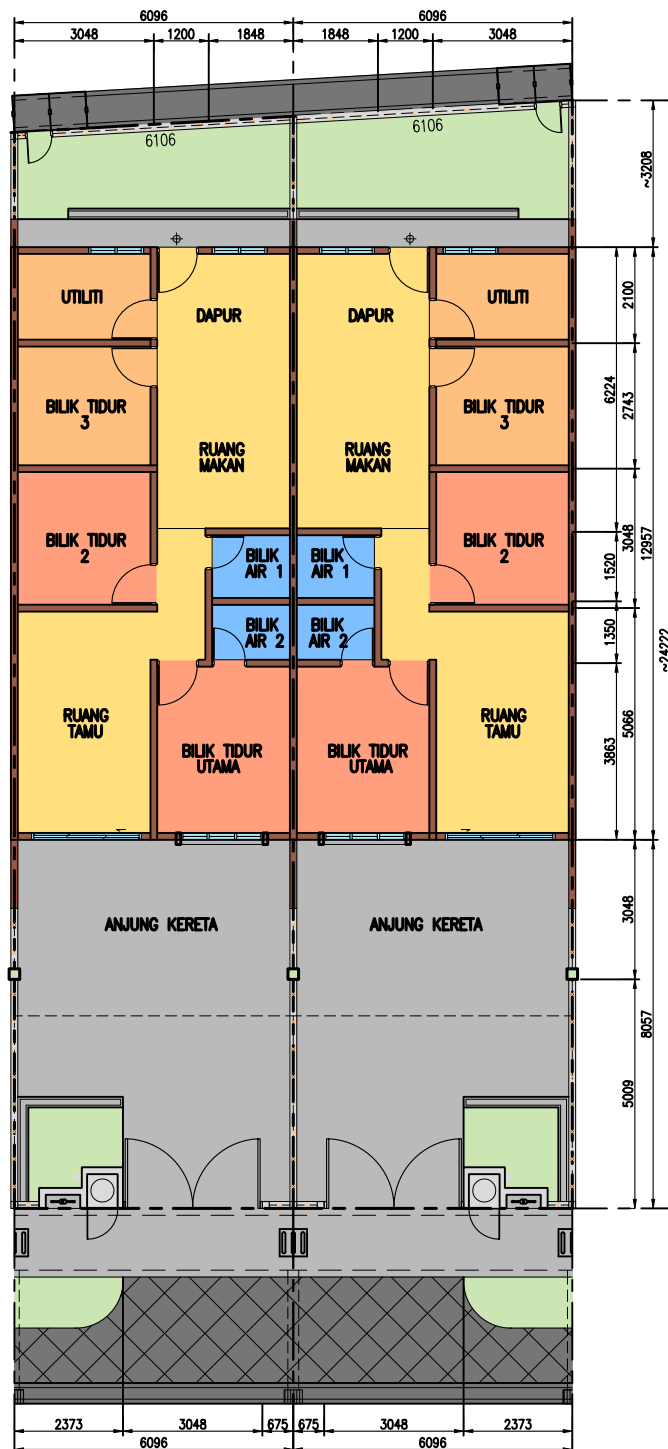 6096
6096
3048
1200
1848
1848
1200
3048
6106
6106
~3208
UTILITI
DAPUR
DAPUR
UTILITI
2100
BILIK TIDUR
3
RUANG
MAKAN
RUANG
MAKAN
BILIK TIDUR
3
6224
2743
BILIK TIDUR
2
BILIK
AIR 1
BILIK
AIR 1
BILIK TIDUR
2
1520
3048
12957
BILIK
AIR 2
BILIK
AIR 2
1350
~24222
RUANG
TAMU
BILIK TIDUR
UTAMA
BILIK TIDUR
UTAMA
RUANG
TAMU
3863
5066
ANJUNG KERETA
ANJUNG KERETA
3048
8057
5009
2373
3048
675
675
3048
2373
6096
6096